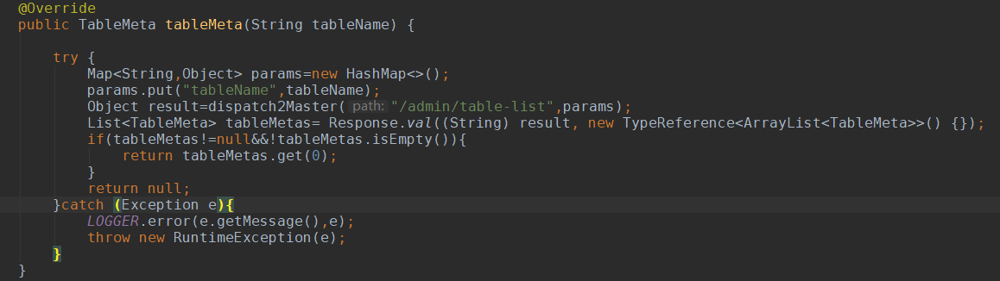 @Override
public TableMeta tableMeta(String tableName) {
try {
Map<String,Object> params=new HashMap<>();
params.put("tableName",tableName);
Object result=dispatch2Master( path: "/admin/table-list",params);
List<TableMeta> tableMetas= Response.val((String) result, new TypeReference<ArrayList<TableMeta>>() {});
if(tableMetas!=null&&!tableMetas.isEmpty()){
return tableMetas.get(0);
}
return null;
}catch (Exception e){
LOGGER.error(e.getMessage(),e);
throw new RuntimeException(e);
}
}